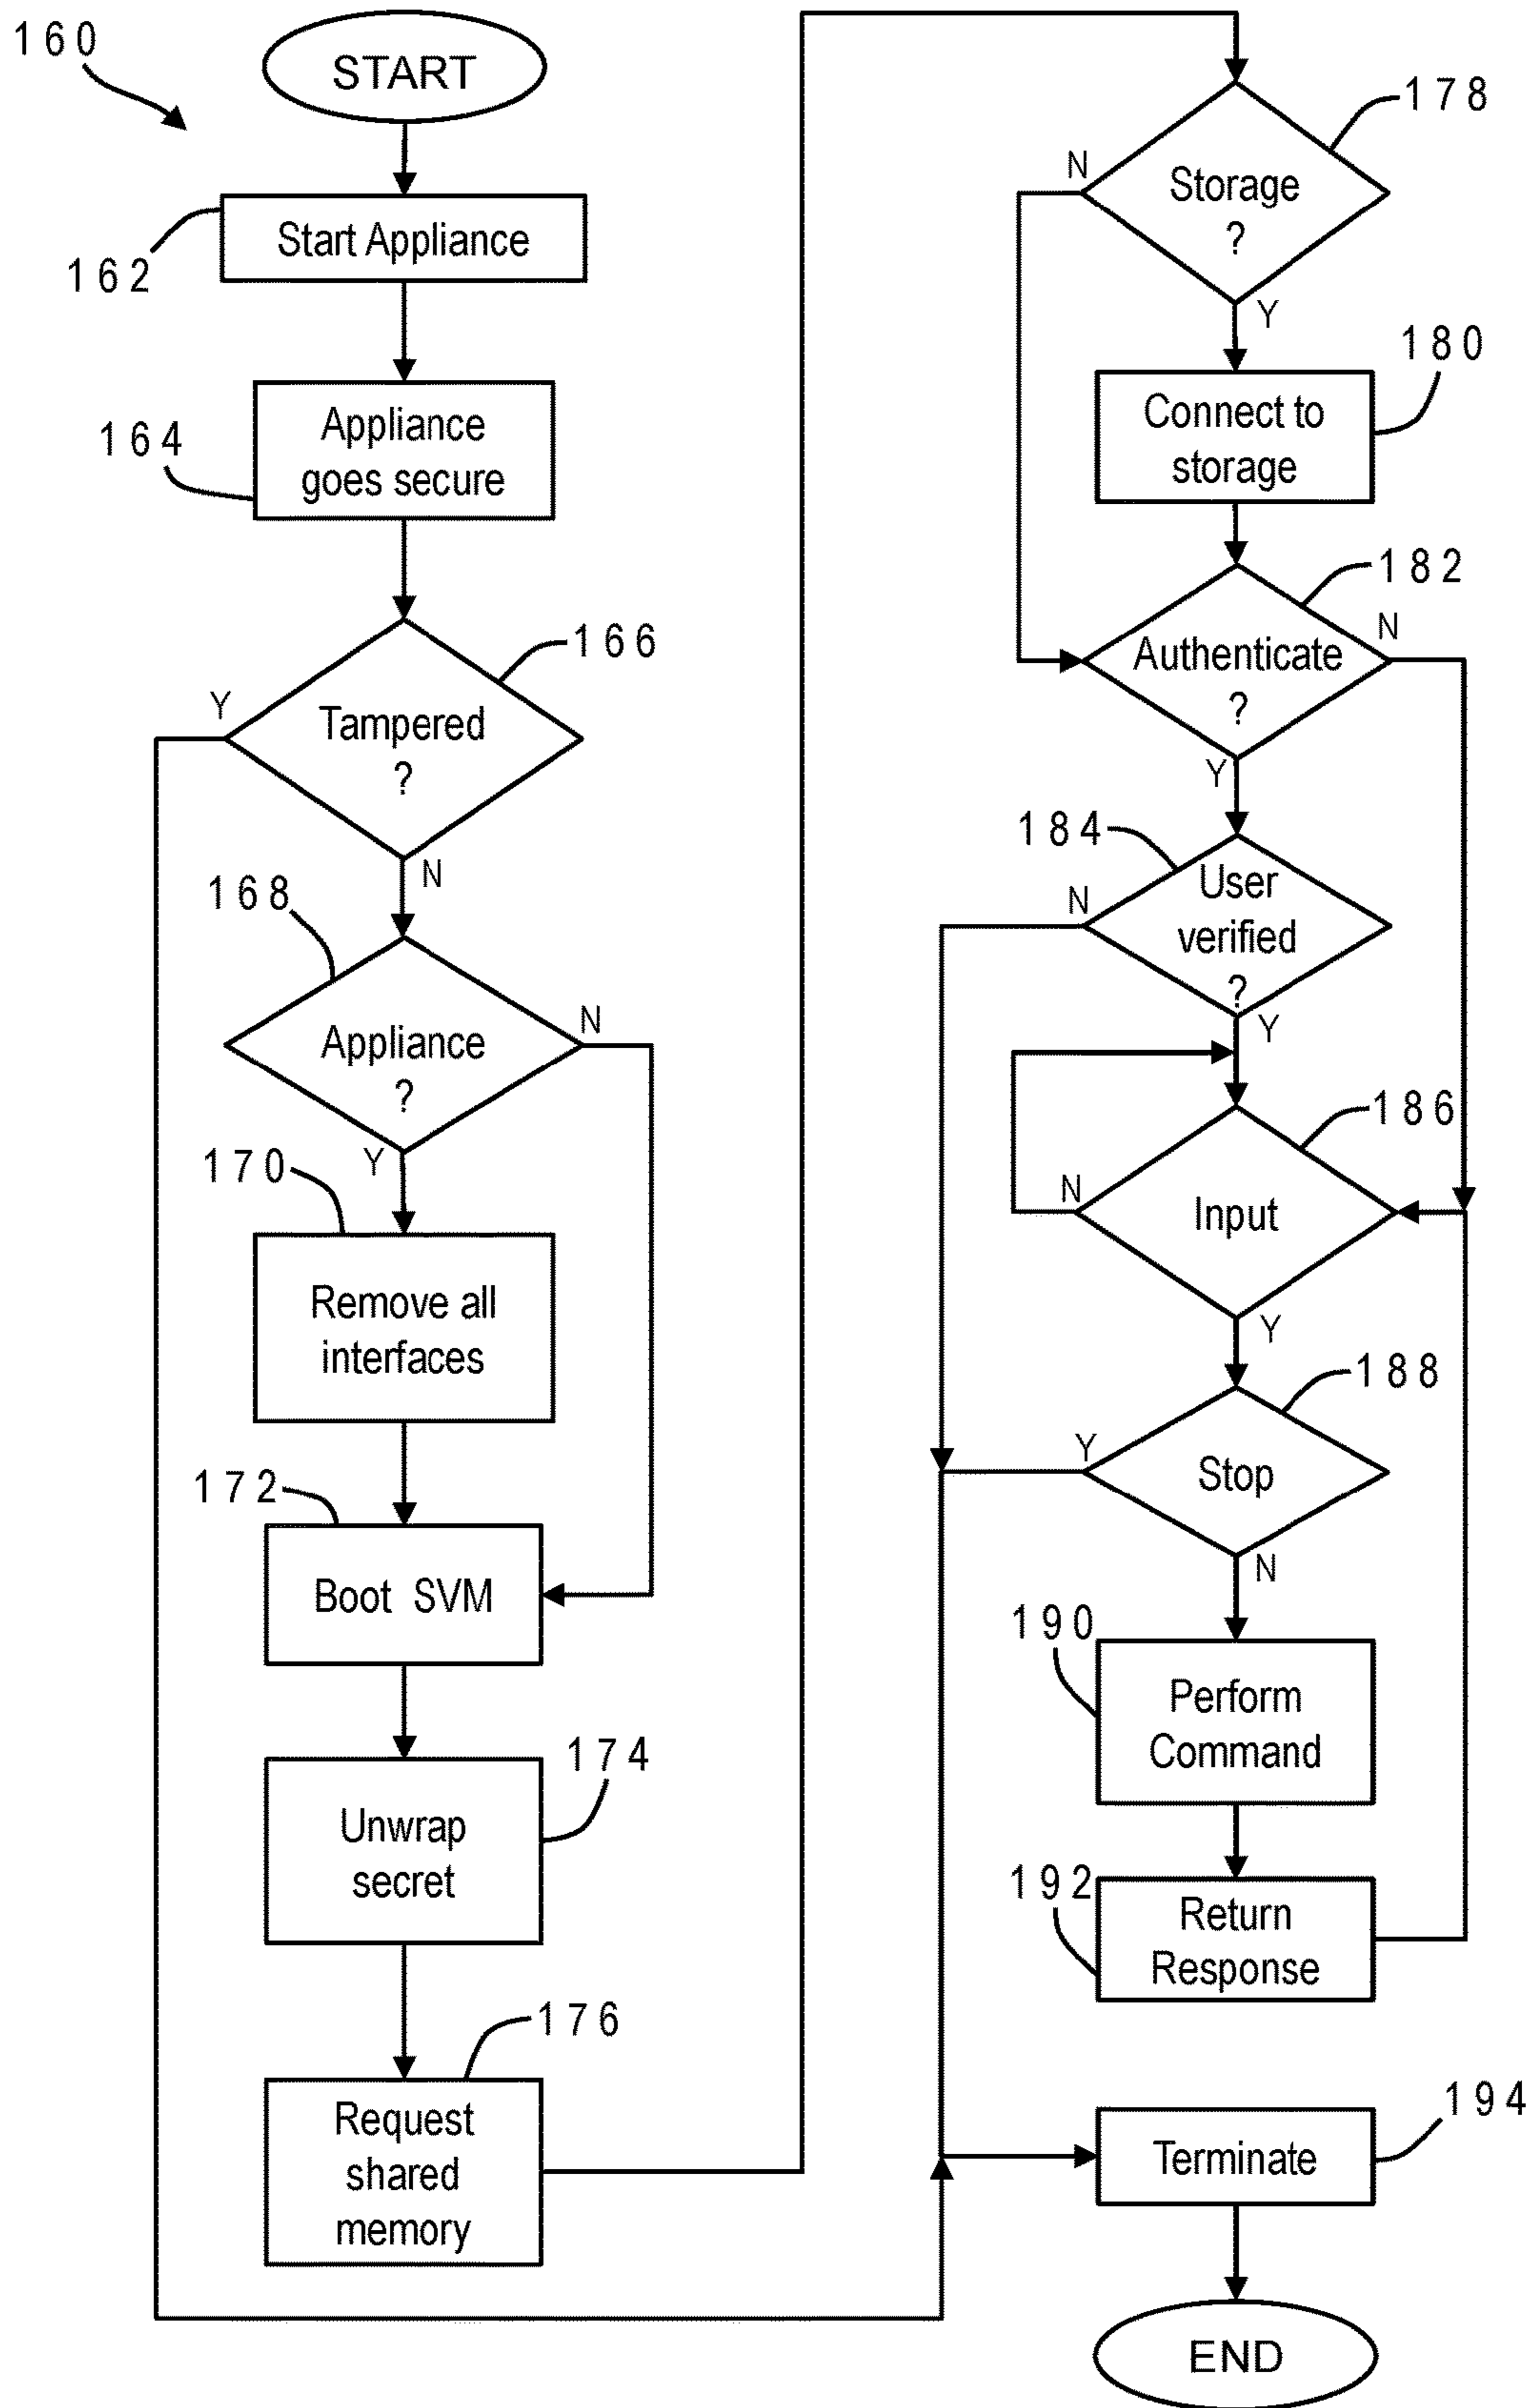 160
START
162
Start Appliance
164
Appliance
goes secure
166
Y
Tampered
?
N
168
Appliance
?
N
Y
170
Remove all
interfaces
172
Boot SVM
174
Unwrap
secret
176
Request
shared
memory
178
N
Storage
?
Y
180
Connect to
storage
182
N
Authenticate
?
Y
184
N
User
verified
?
Y
186
N
Input
Y
188
Y
Stop
N
190
Perform
Command
192
Return
Response
194
Terminate
END